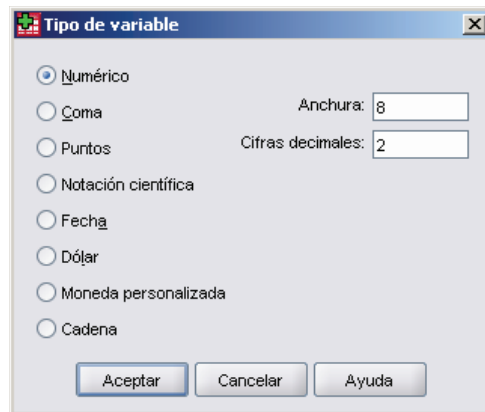 Tipo de variable
Numérico
Coma
Anchura: 8
Puntos
Cifras decimales: 2
Notación científica
Fecha
Dólar
Moneda personalizada
Cadena
Aceptar Cancelar Ayuda